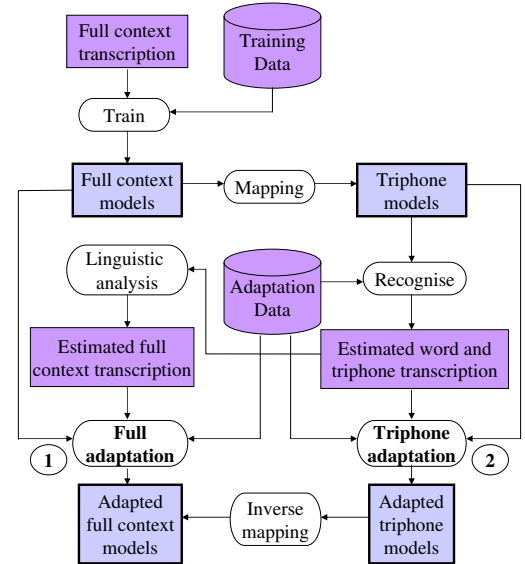 Full context
transcription
Training
Data
Train
Full context
models
Mapping
Triphone
models
Linguistic
analysis
Adaptation
Data
Recognise
Estimated full
context transcription
Estimated word and
triphone transcription
1
Full
adaptation
Triphone
adaptation
2
Adapted
full context
models
Inverse
mapping
Adapted
triphone models